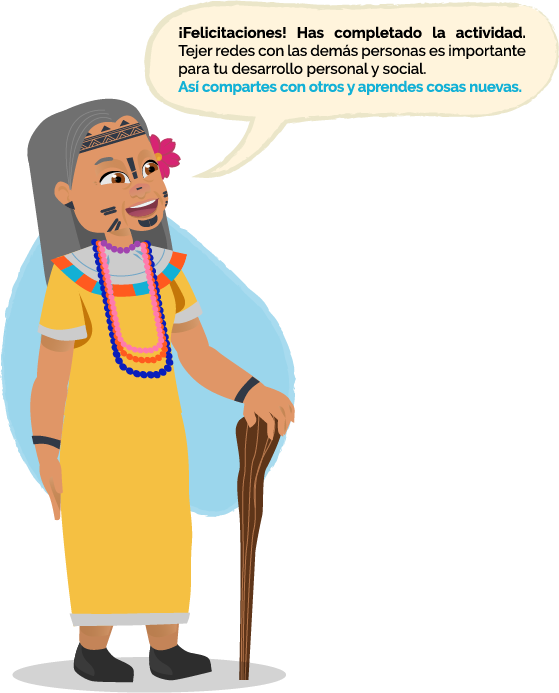 ¡Felicitaciones! Has completado la actividad.
Tejer redes con las demás personas es importante
para tu desarrollo personal y social.
Así compartes con otros y aprendes cosas nuevas.